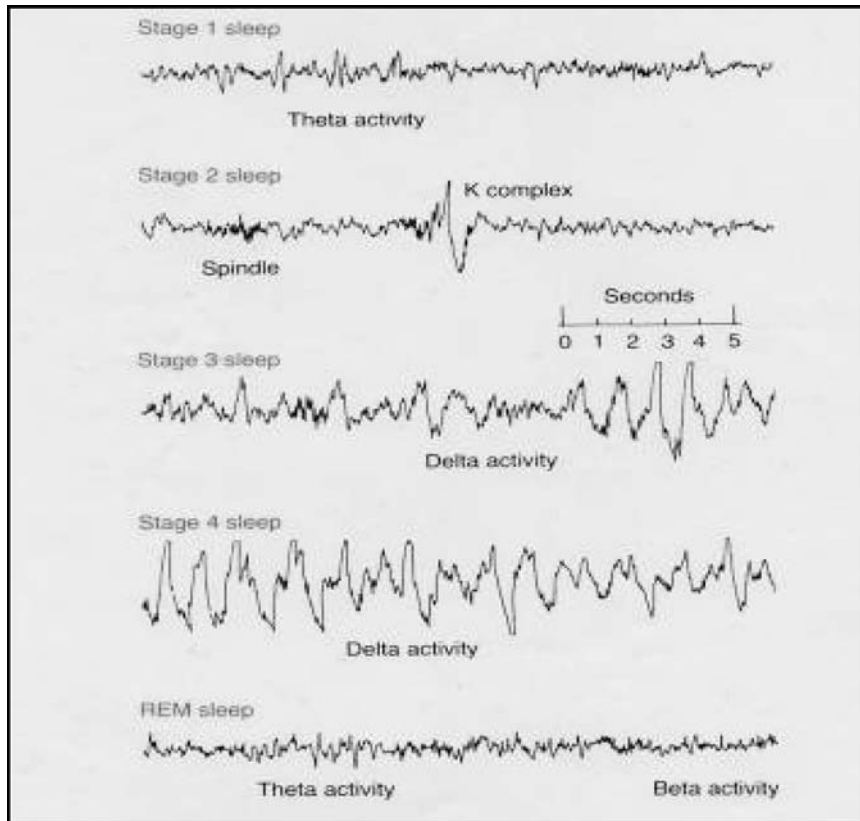 Stage 1 sleep
Theta activity
Stage 2 sleep
K complex
Spindle
Seconds
0 1 2 3 4 5
Stage 3 sleep
Delta activity
Stage 4 sleep
Delta activity
REM sleep
Theta activity Beta activity